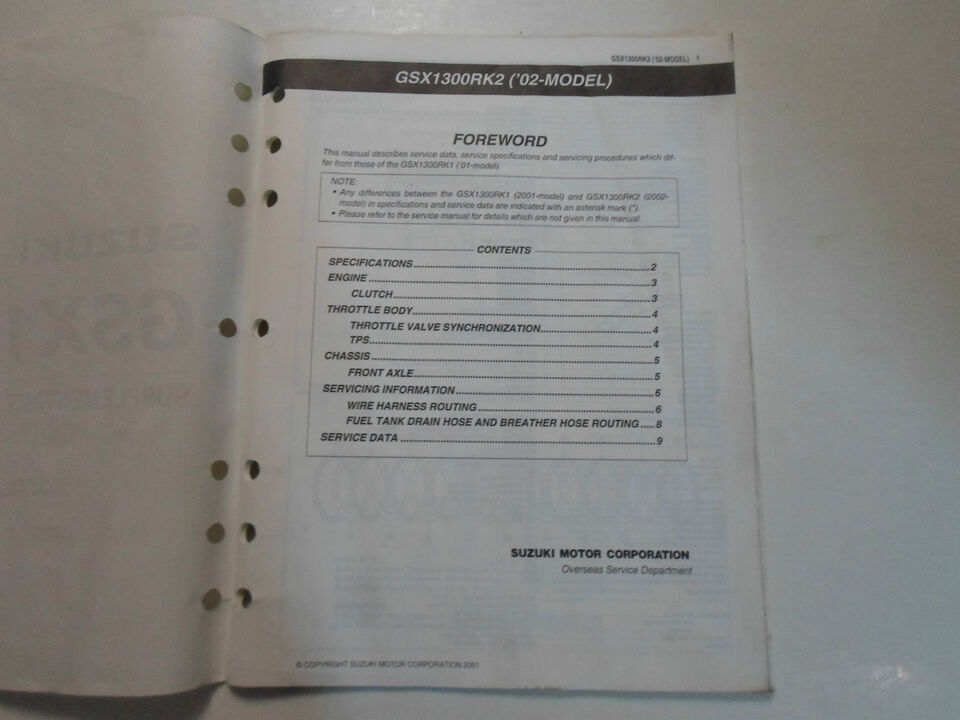 GSX1300RK2 ('02-MODEL) 1
GSX1300RK2 ('02-MODEL)
FOREWORD
This manual describes service data, service specifications and servicing procedures which dif-
fer from those of the GSX1300RK1 ('01-model).
NOTE:
• Any differences between the GSX1300RK1 (2001-model) and GSX1300RK2 (2002-
model) in specifications and service data are indicated with an asterisk mark (*).
• Please refer to the service manual for details which are not given in this manual.
CONTENTS
SPECIFICATIONS 2
ENGINE 3
CLUTCH 3
THROTTLE BODY 4
THROTTLE VALVE SYNCHRONIZATION 4
TPS 4
CHASSIS 5
FRONT AXLE 5
SERVICING INFORMATION 6
WIRE HARNESS ROUTING 6
FUEL TANK DRAIN HOSE AND BREATHER HOSE ROUTING 8
SERVICE DATA 9
SUZUKI MOTOR CORPORATION
Overseas Service Department
© COPYRIGHT SUZUKI MOTOR CORPORATION 2001